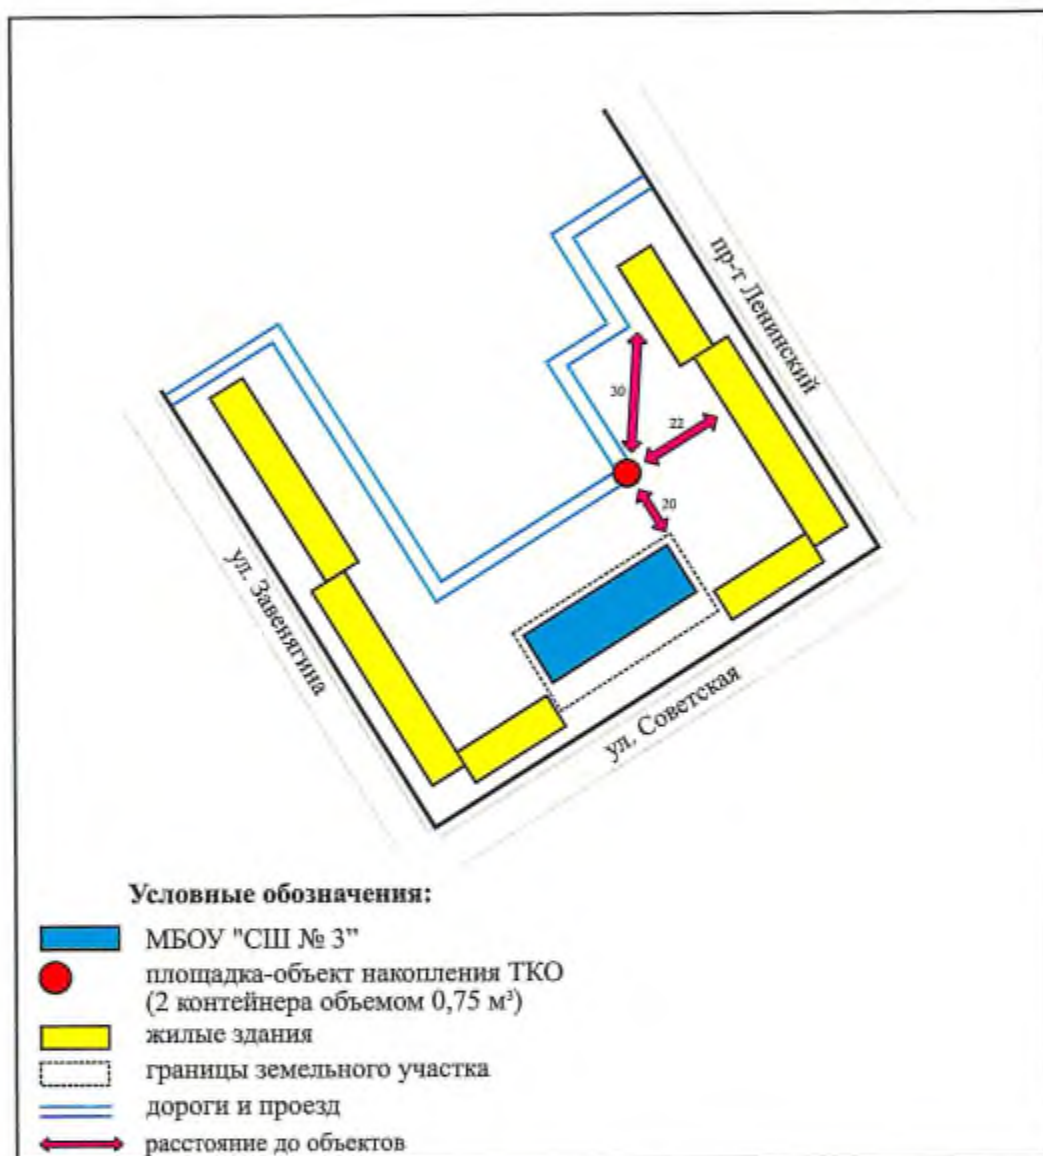 пр-т Ленинский
30
22
20
ул. Завенягина
ул. Советская
Условные обозначения:
МБОУ "СШ № 3”
площадка-объект накопления ТКО
(2 контейнера объемом 0,75 м³)
жилые здания
границы земельного участка
дороги и проезд
расстояние до объектов